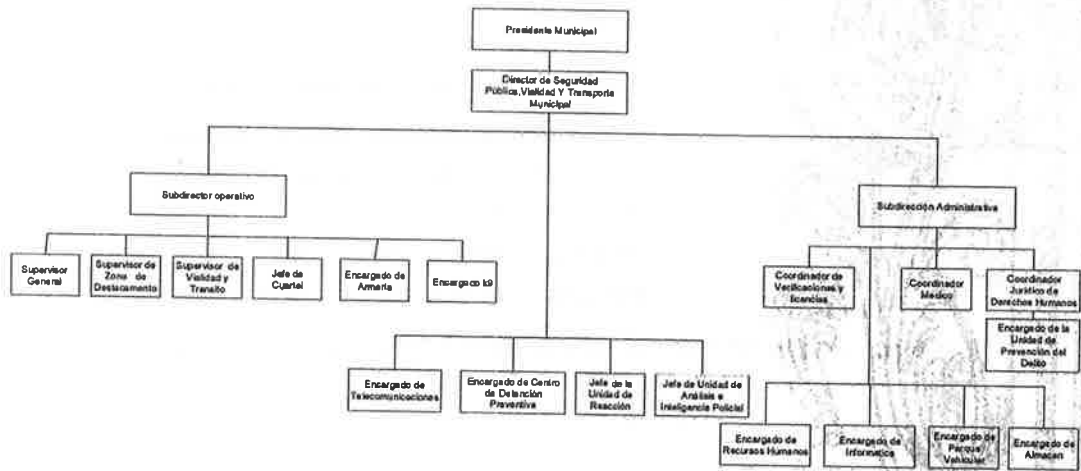 Presidente Municipal
Director de Seguridad
Pública,Vialidad Y Transporte
Municipal
Subdirector operativo
Subdirección Administrativa
Supervisor
General
Supervisor de
Zona de
Destacamento
Supervisor de
Vialidad y
Transito
Jefe de
Cuartel
Encargado de
Armería
Encargado k9
Coordinador de
Verificaciones y
licencias
Coordinador
Medico
Coordinador
Jurídico de
Derechos Humanos
Encargado de la
Unidad de
Prevención del
Delito
Encargado de
Telecomunicaciones
Encargado de Centro
de Detención
Preventiva
Jefe de la
Unidad de
Reacción
Jefe de Unidad de
Análisis e
Inteligencia Policial
Encargado de
Recursos Humanos
Encargado de
Informatica
Encargado de
Parque
Vehicular
Encargado de
Almacen